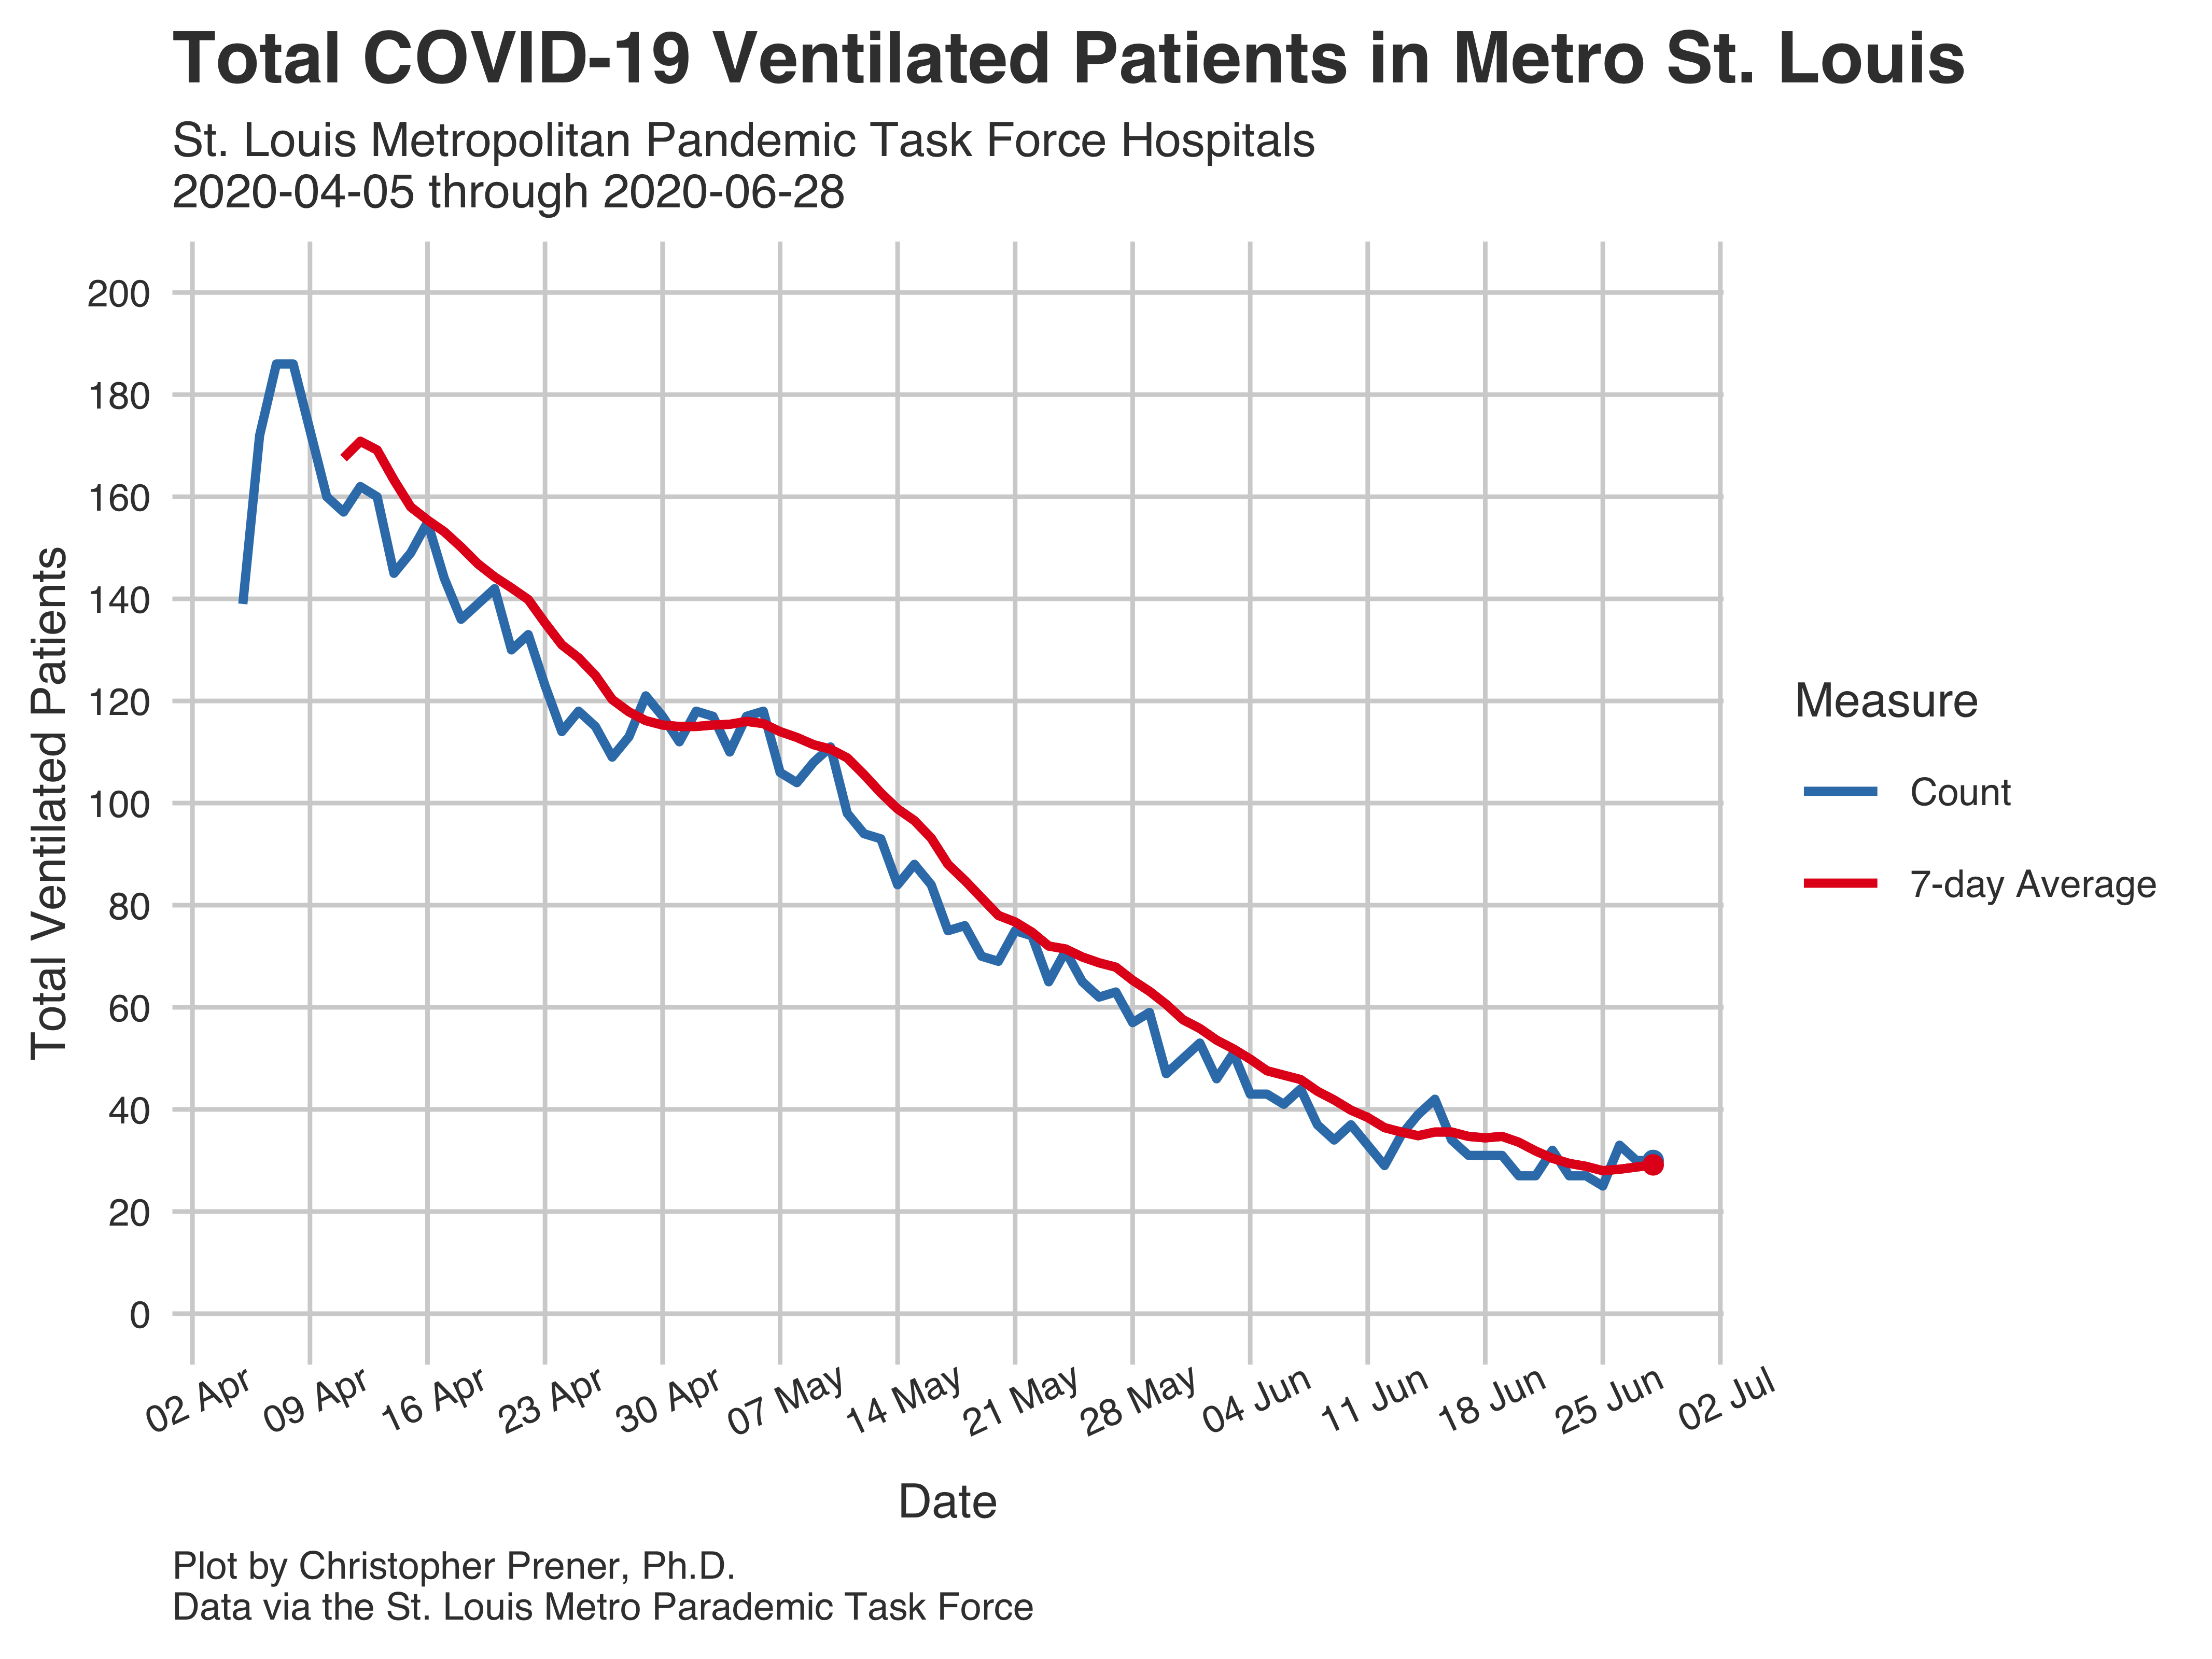 Total COVID-19 Ventilated Patients in Metro St. Louis
St. Louis Metropolitan Pandemic Task Force Hospitals
2020-04-05 through 2020-06-28
Total Ventilated Patients
200
180
160
140
120
100
80
60
40
20
0
02 Apr
09 Apr
16 Apr
23 Apr
30 Apr
07 May
14 May
21 May
28 May
04 Jun
11 Jun
18 Jun
25 Jun
02 Jul
Date
Measure
Count
7-day Average
Plot by Christopher Prener, Ph.D.
Data via the St. Louis Metro Parademic Task Force